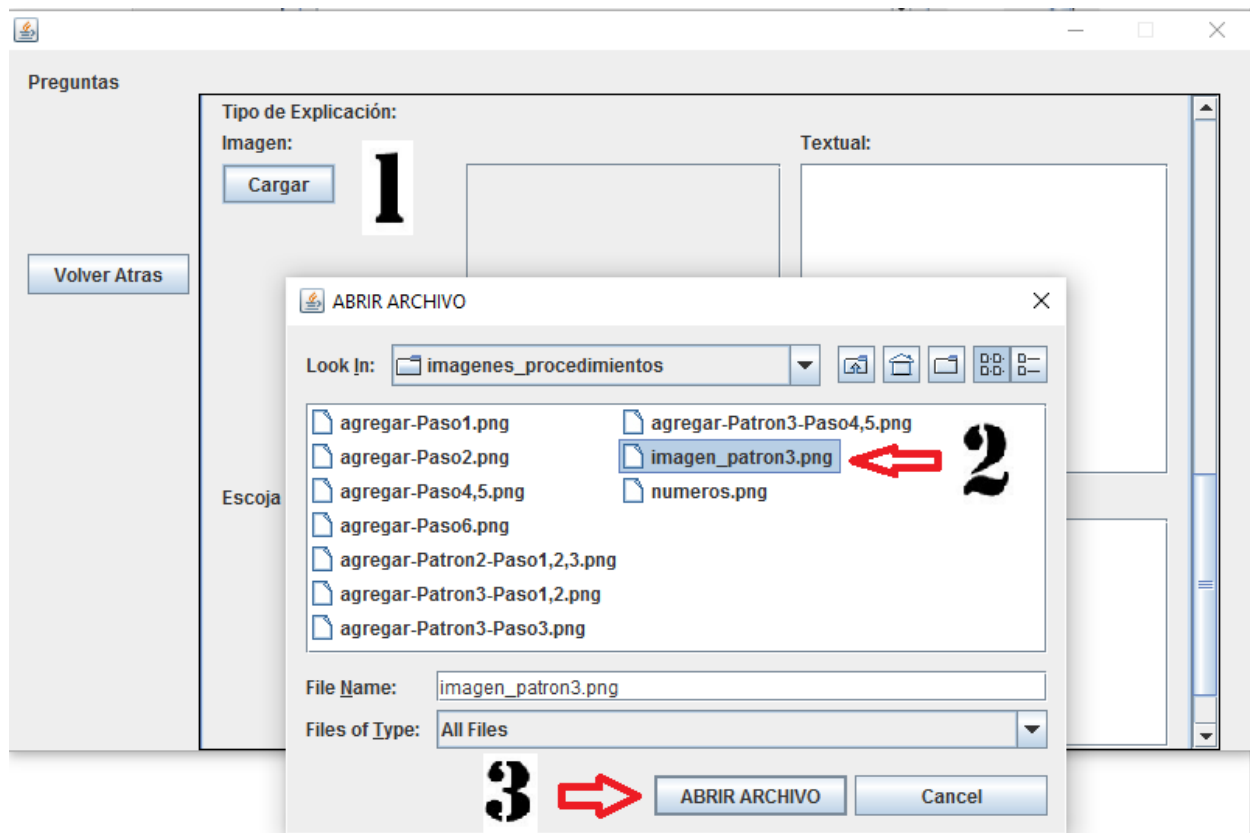 Preguntas
Tipo de Explicación:
Imagen:
Textual:
Cargar
1
Volver Atras
ABRIR ARCHIVO
Look In:
imagenes_procedimientos
agregar-Paso1.png
agregar-Patron3-Paso4,5.png
agregar-Paso2.png
imagen_patron3.png
2
Escoja
agregar-Paso4,5.png
numeros.png
agregar-Paso6.png
agregar-Patron2-Paso1,2,3.png
agregar-Patron3-Paso1,2.png
agregar-Patron3-Paso3.png
File Name:
imagen_patron3.png
Files of Type:
All Files
3
ABRIR ARCHIVO
Cancel